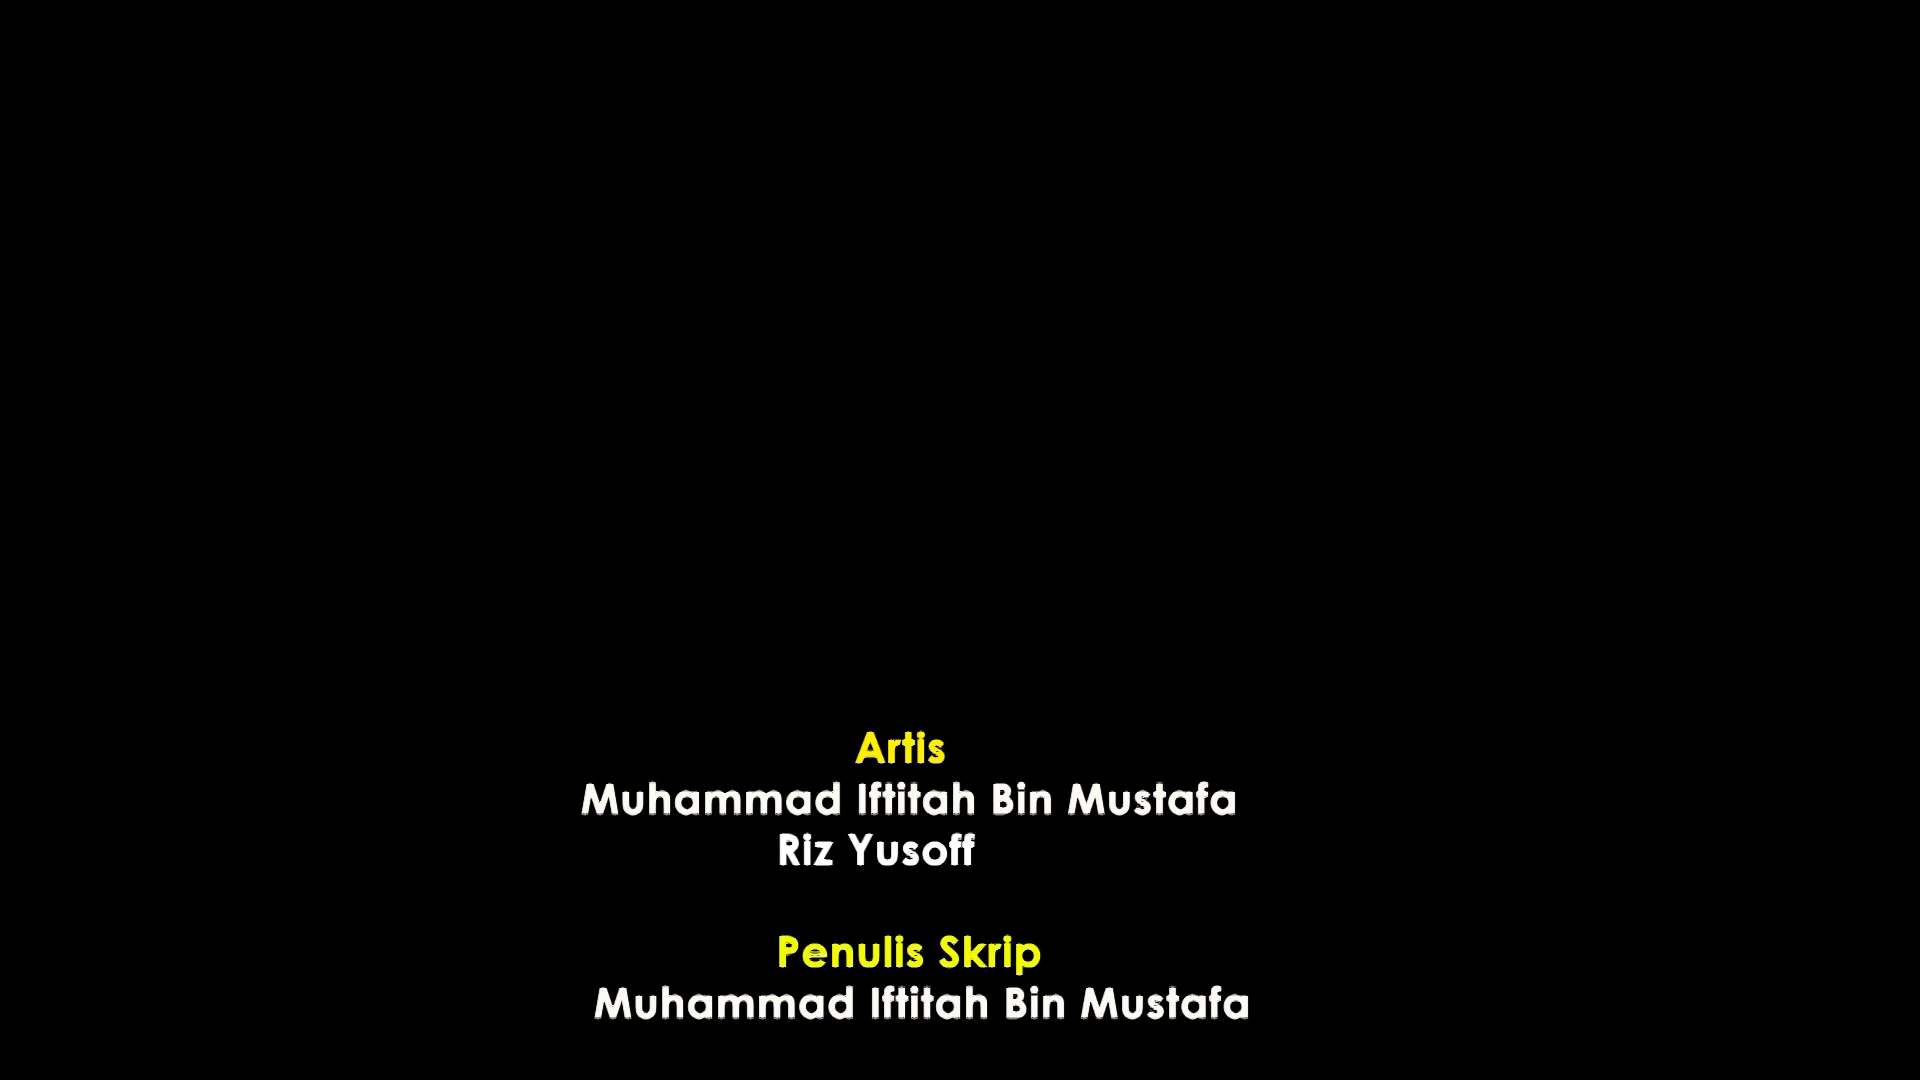 Artis
Muhammad Iftitah Bin Mustafa
Riz Yusoff
Penulis Skrip
Muhammad Iftitah Bin Mustafa